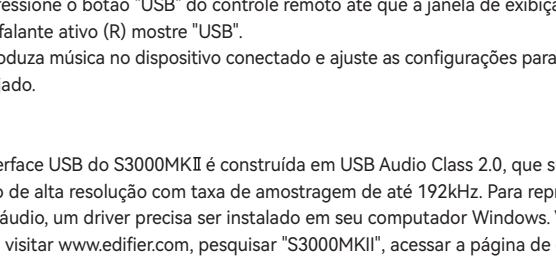 essione o botão "USB" do controle remoto até que a janela de exibiç
falante ativo (R) mostre "USB".
oduza música no dispositivo conectado e ajuste as configurações para
jado.
erface USB do S3000MKII é construída em USB Audio Class 2.0, que s
o de alta resolução com taxa de amostragem de até 192kHz. Para repr
áudio, um driver precisa ser instalado em seu computador Windows.
visitar www.edifier.com, pesquisar "S3000MKII", acessar a página de